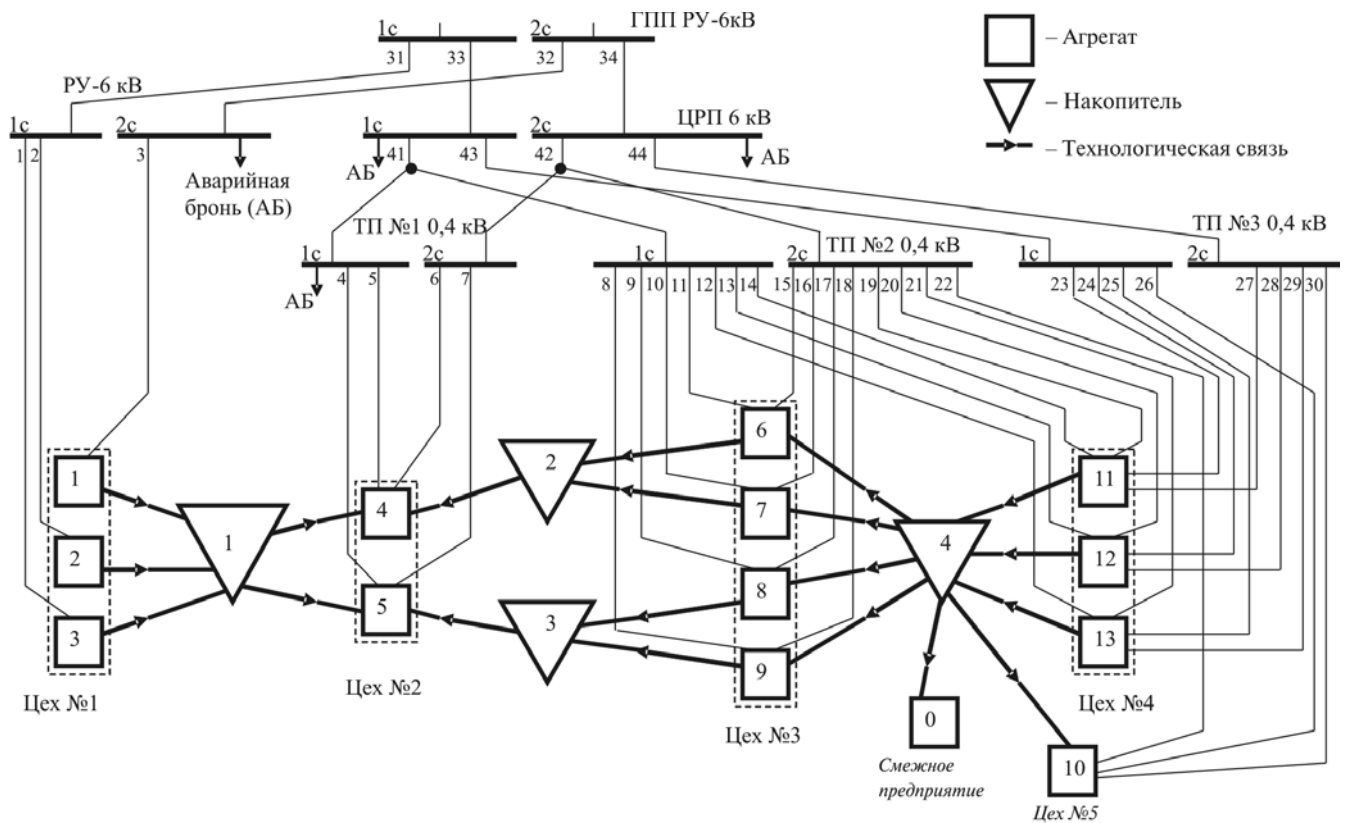 1с
ГПП РУ-6кВ
2с
31
33
32
34
– Агрегат
– Накопитель
– Технологическая связь
РУ-6 кВ
1с
2с
1с
2с
ЦРП 6 кВ
1
2
3
Аварийная
бронь (АБ)
АБ
41
43
42
44
АБ
1с
ТП №1 0,4 кВ
2с
АБ
4
5
6
7
1с
2с
ТП №2 0,4 кВ
8
9
10
11
12
13
14
15
16
17
18
19
20
21
22
ТП №3 0,4 кВ
1с
2с
23
24
25
26
27
28
29
30
1
2
3
Цех №1
1
4
5
Цех №2
2
3
6
7
8
9
Цех №3
4
11
12
13
Цех №4
0
Смежное
предприятие
10
Цех №5